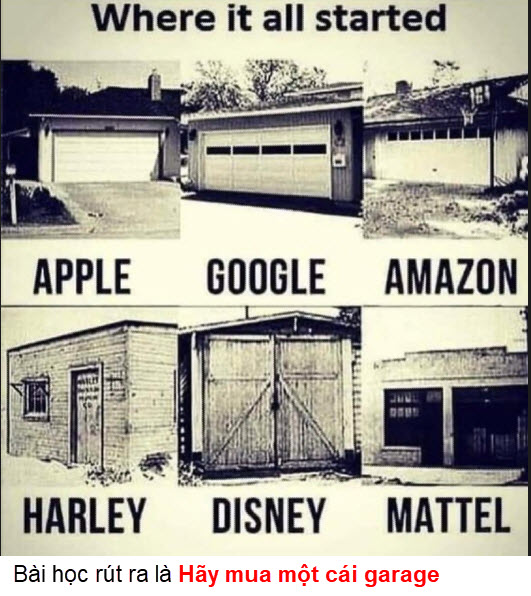 Where it all started
APPLE GOOGLE AMAZON
HARLEY DISNEY MATTEL
Bài học rút ra là Hãy mua một cái garage